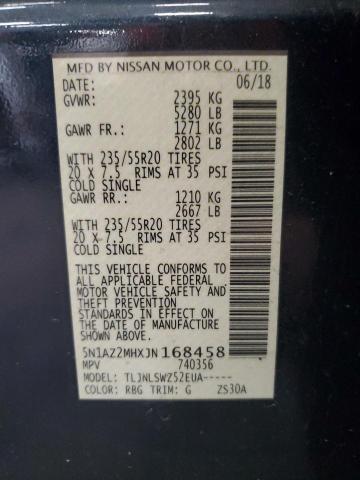 MFD BY NISSAN MOTOR CO., LTD.
DATE: 06/18
GVWR: 2395 KG
5280 LB
GAWR FR.: 1271 KG
2802 LB
WITH 235/55R20 TIRES
20 X 7.5 RIMS AT 35 PSI
COLD SINGLE
GAWR RR.: 1210 KG
2667 LB
WITH 235/55R20 TIRES
20 X 7.5 RIMS AT 35 PSI
COLD SINGLE
THIS VEHICLE CONFORMS TO
ALL APPLICABLE FEDERAL
MOTOR VEHICLE SAFETY AND
THEFT PREVENTION
STANDARDS IN EFFECT ON
THE DATE OF MANUFACTURE
SHOWN ABOVE.
5N1AZ2MHXJN168458
MPV 740356
MODEL: TLJNLSWZ52EUA-----
COLOR: RBG TRIM: G ZS30A